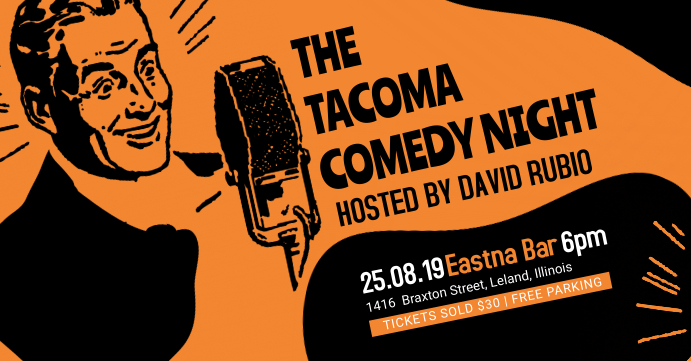 THE
TACOMA
COMEDY NIGHT
HOSTED BY DAVID RUBIO
25.08.19 Eastna Bar 6pm
1416 Braxton Street, Leland, Illinois
TICKETS SOLD $30 | FREE PARKING